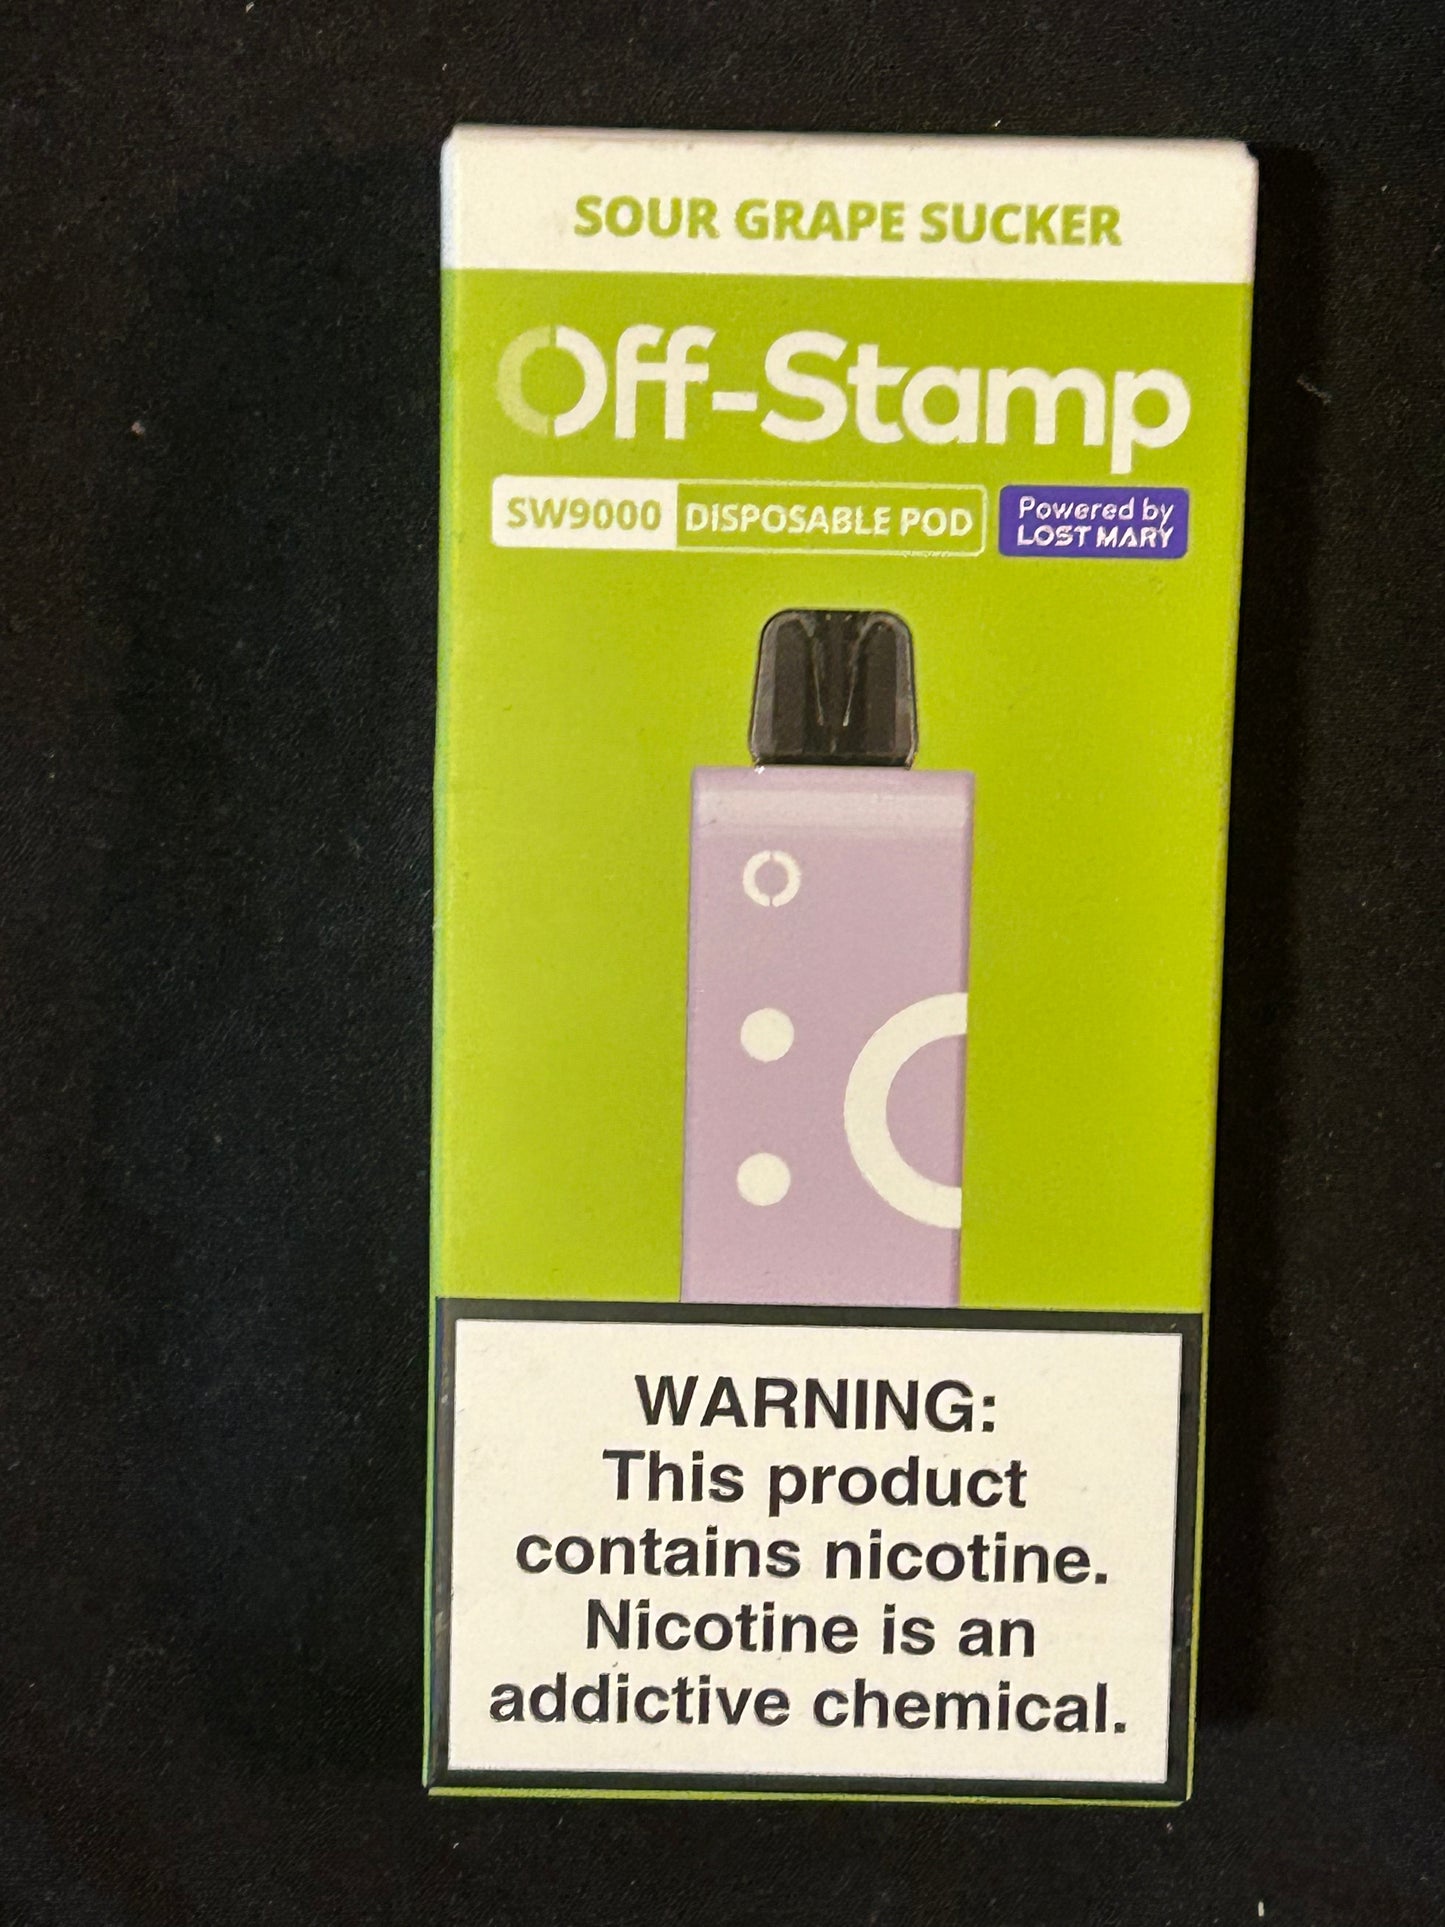 SOUR GRAPE SUCKER
Off-Stamp
SW9000 DISPOSABLE POD
Powered by
LOST MARY
WARNING:
This product
contains nicotine.
Nicotine is an
addictive chemical.